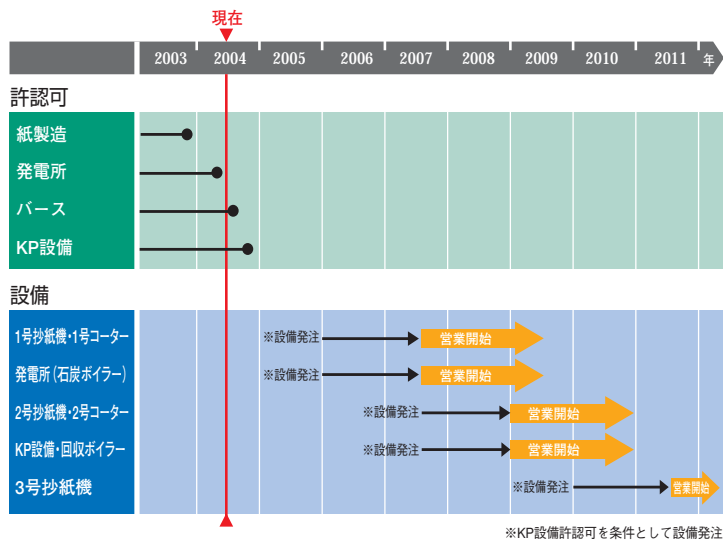 現在
2003 2004 2005 2006 2007 2008 2009 2010 2011 年
許認可
紙製造
発電所
バース
KP設備
設備
1号抄紙機・1号コーター ※設備発注 営業開始
発電所(石炭ボイラー) ※設備発注 営業開始
2号抄紙機・2号コーター ※設備発注 営業開始
KP設備・回収ボイラー ※設備発注 営業開始
3号抄紙機 ※設備発注 営業開始
※KP設備許認可を条件として設備発注